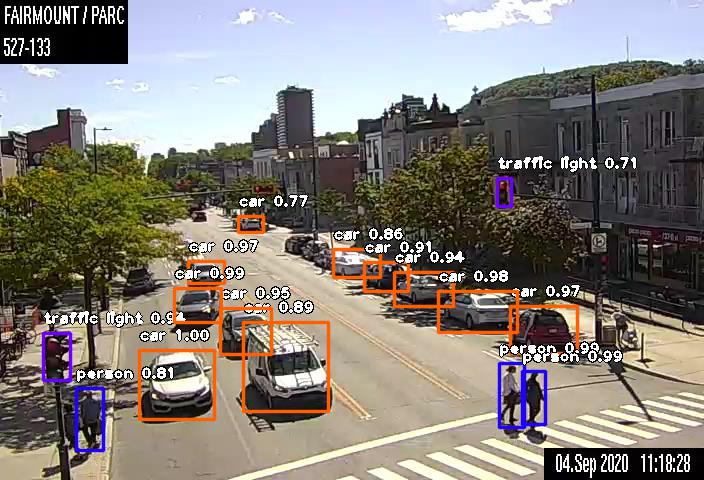 FAIRMOUNT / PARC
527-133
traffic light 0.71
car 0.77
car 0.86
car 0.97
car 0.91
car 0.94
car 0.99
car 0.98
car 0.95
car 0.97
car 0.89
traffic light 0.94
car 1.00
person 0.99
person 0.99
person 0.81
04.Sep 2020 11:18:28